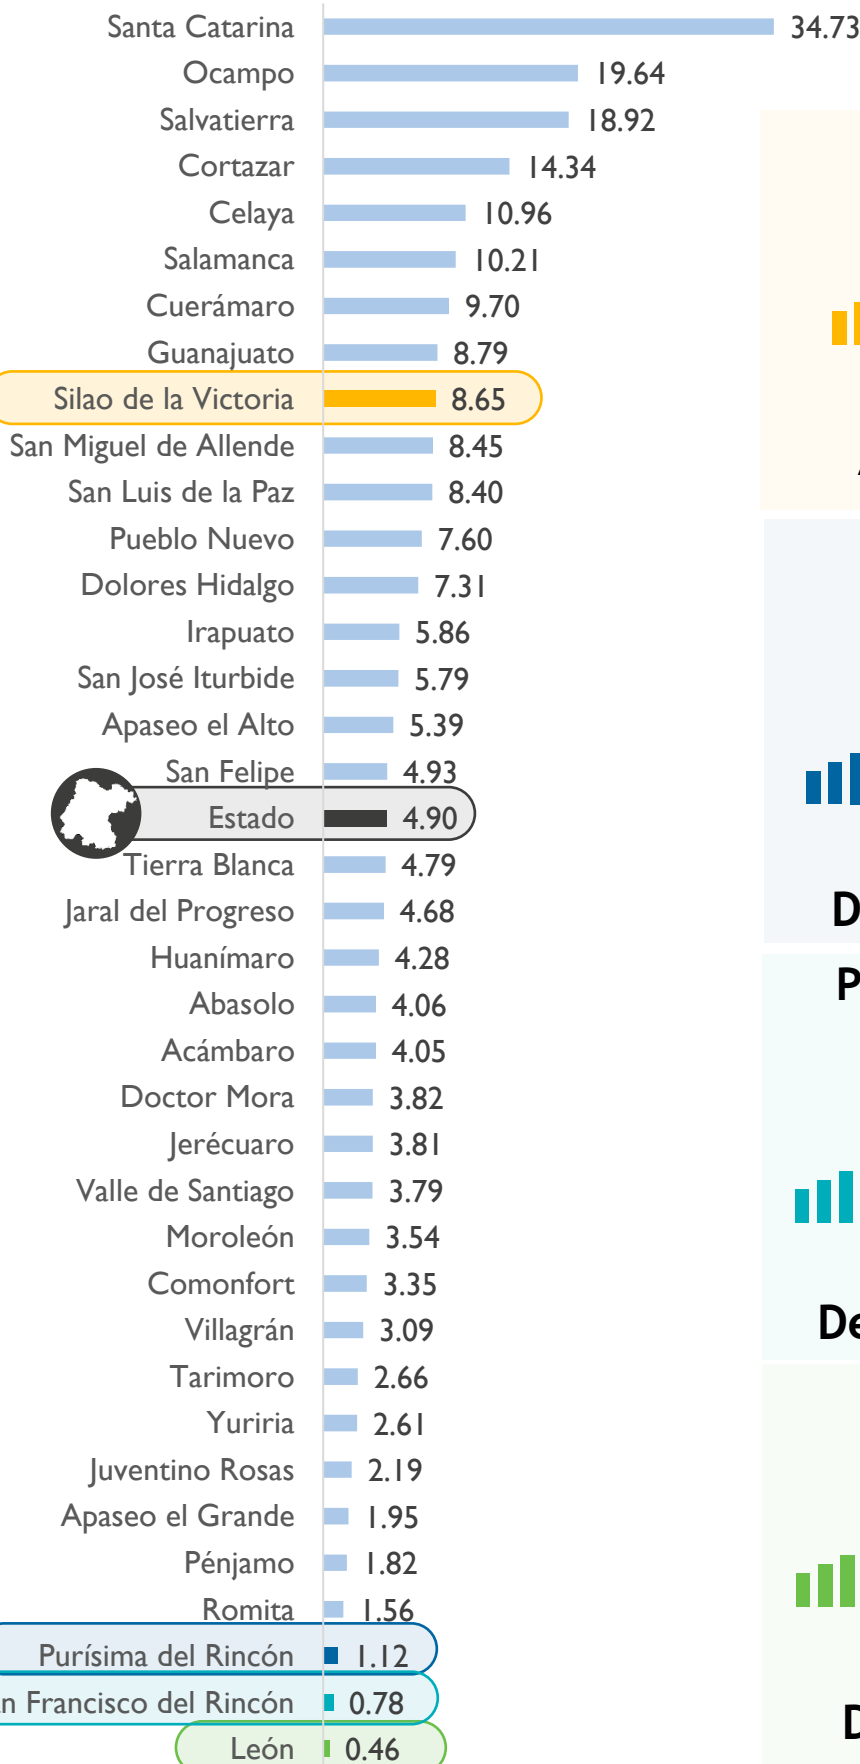 Santa Catarina 34.73
Ocampo 19.64
Salvatierra 18.92
Cortazar 14.34
Celaya 10.96
Salamanca 10.21
Cuerámaro 9.70
Guanajuato 8.79
Silao de la Victoria 8.65
San Miguel de Allende 8.45
San Luis de la Paz 8.40
Pueblo Nuevo 7.60
Dolores Hidalgo 7.31
Irapuato 5.86
San José Iturbide 5.79
Apaseo el Alto 5.39
San Felipe 4.93
Estado 4.90
Tierra Blanca 4.79
Jaral del Progreso 4.68
Huanímaro 4.28
Abasolo 4.06
Acámbaro 4.05
Doctor Mora 3.82
Jerécuaro 3.81
Valle de Santiago 3.79
Moroleón 3.54
Comonfort 3.35
Villagrán 3.09
Tarimoro 2.66
Yuriria 2.61
Juventino Rosas 2.19
Apaseo el Grande 1.95
Pénjamo 1.82
Romita 1.56
Purísima del Rincón 1.12
n Francisco del Rincón 0.78
León 0.46
D
P
De
D